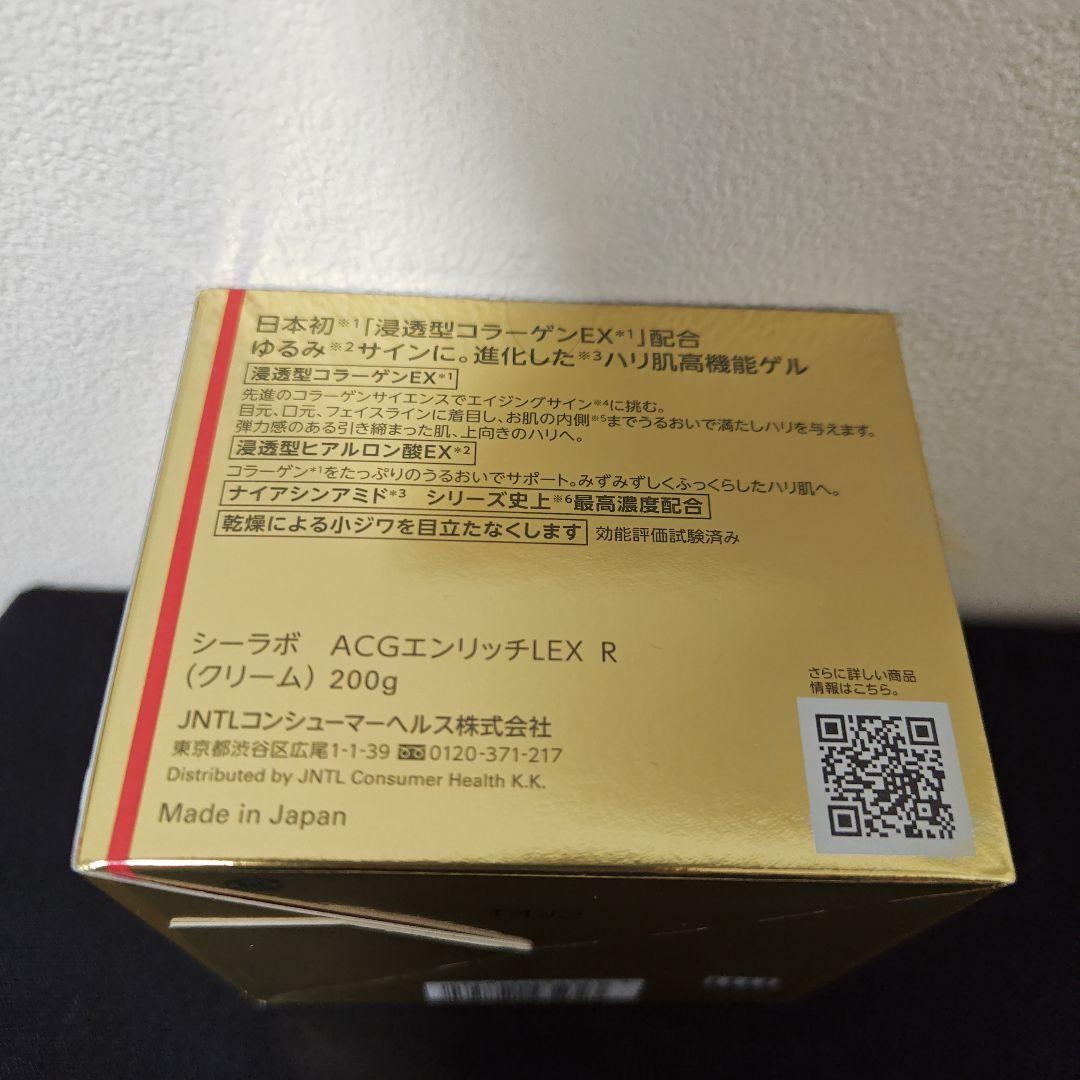 日本初※1「浸透型コラーゲンEX*1」配合
ゆるみ※2サインに。進化した※3ハリ肌高機能ゲル
浸透型コラーゲンEX*1
先進のコラーゲンサイエンスでエイジングサイン※4に挑む。
目元、口元、フェイスラインに着目し、お肌の内側※5までうるおいで満たしハリを与えます。
弾力感のある引き締まった肌、上向きのハリへ。
浸透型ヒアルロン酸EX*2
コラーゲン*1をたっぷりのうるおいでサポート。みずみずしくふっくらしたハリ肌へ。
ナイアシンアミド*3 シリーズ史上※6最高濃度配合
乾燥による小ジワを目立たなくします 効能評価試験済み
シーラボ ACGエンリッチLEX R
(クリーム) 200g
JNTLコンシューマーヘルス株式会社
東京都渋谷区広尾1-1-39 0120-371-217
Distributed by JNTL Consumer Health K.K.
Made in Japan
さらに詳しい商品
情報はこちら。